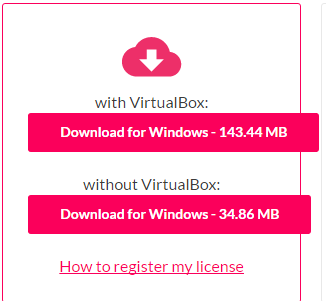 with VirtualBox:
Download for Windows - 143.44 MB
without VirtualBox:
Download for Windows - 34.86 MB
How to register my license